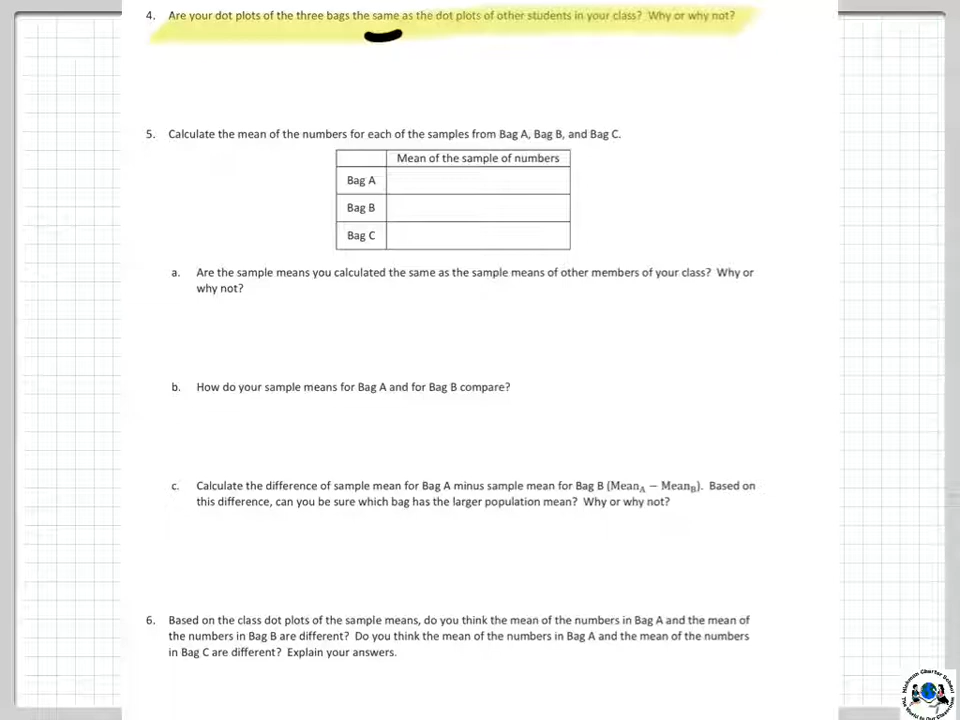 4. Are your dot plots of the three bags the same as the dot plots of other students in your class? Why or why not?
5. Calculate the mean of the numbers for each of the samples from Bag A, Bag B, and Bag C.
Mean of the sample of numbers
Bag A
Bag B
Bag C
a. Are the sample means you calculated the same as the sample means of other members of your class? Why or
why not?
b. How do your sample means for Bag A and for Bag B compare?
c. Calculate the difference of sample mean for Bag A minus sample mean for Bag B (Mean_A − Mean_B). Based on
this difference, can you be sure which bag has the larger population mean? Why or why not?
6. Based on the class dot plots of the sample means, do you think the mean of the numbers in Bag A and the mean of
the numbers in Bag B are different? Do you think the mean of the numbers in Bag A and the mean of the numbers
in Bag C are different? Explain your answers.
Charter School